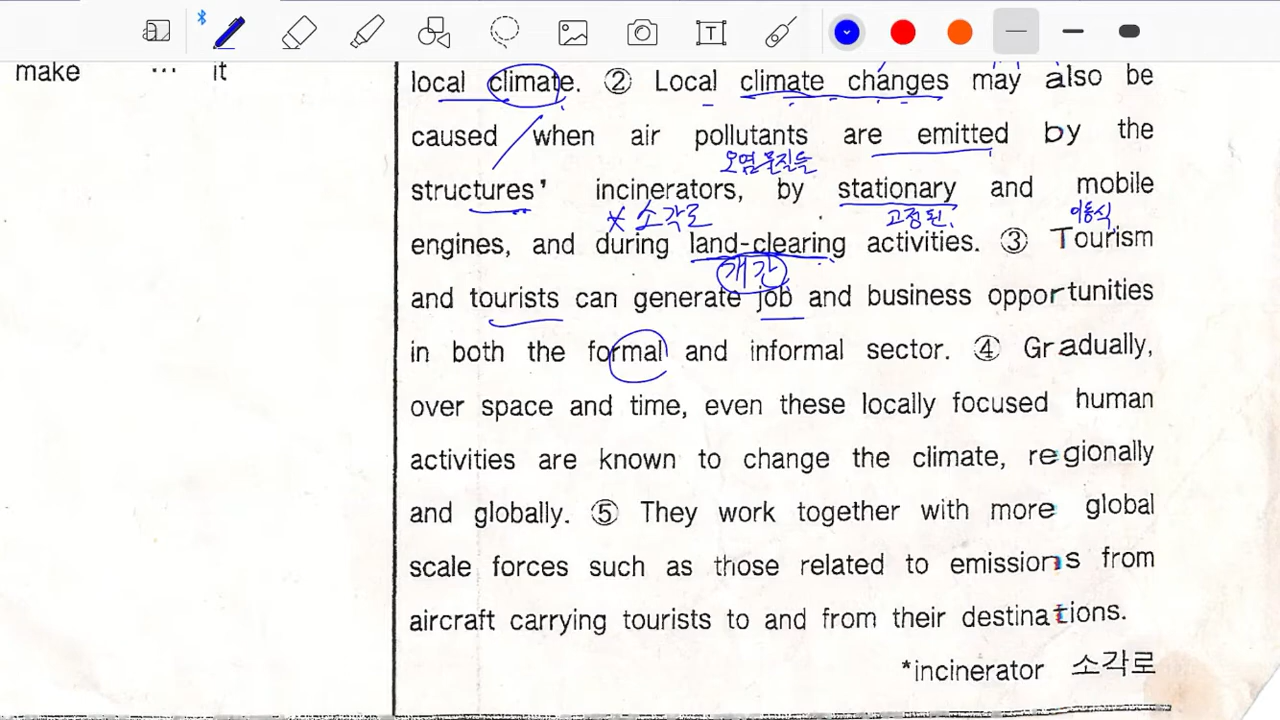 make … it
local climate. ② Local climate changes may also be
caused when air pollutants are emitted by the
오염물질들
structures' incinerators, by stationary and mobile
* 소각로 고정된, 이동식
engines, and during land-clearing activities. ③ Tourism
개간
and tourists can generate job and business opportunities
in both the formal and informal sector. ④ Gradually,
over space and time, even these locally focused human
activities are known to change the climate, regionally
and globally. ⑤ They work together with more global
scale forces such as those related to emissions from
aircraft carrying tourists to and from their destinations.
*incinerator 소각로